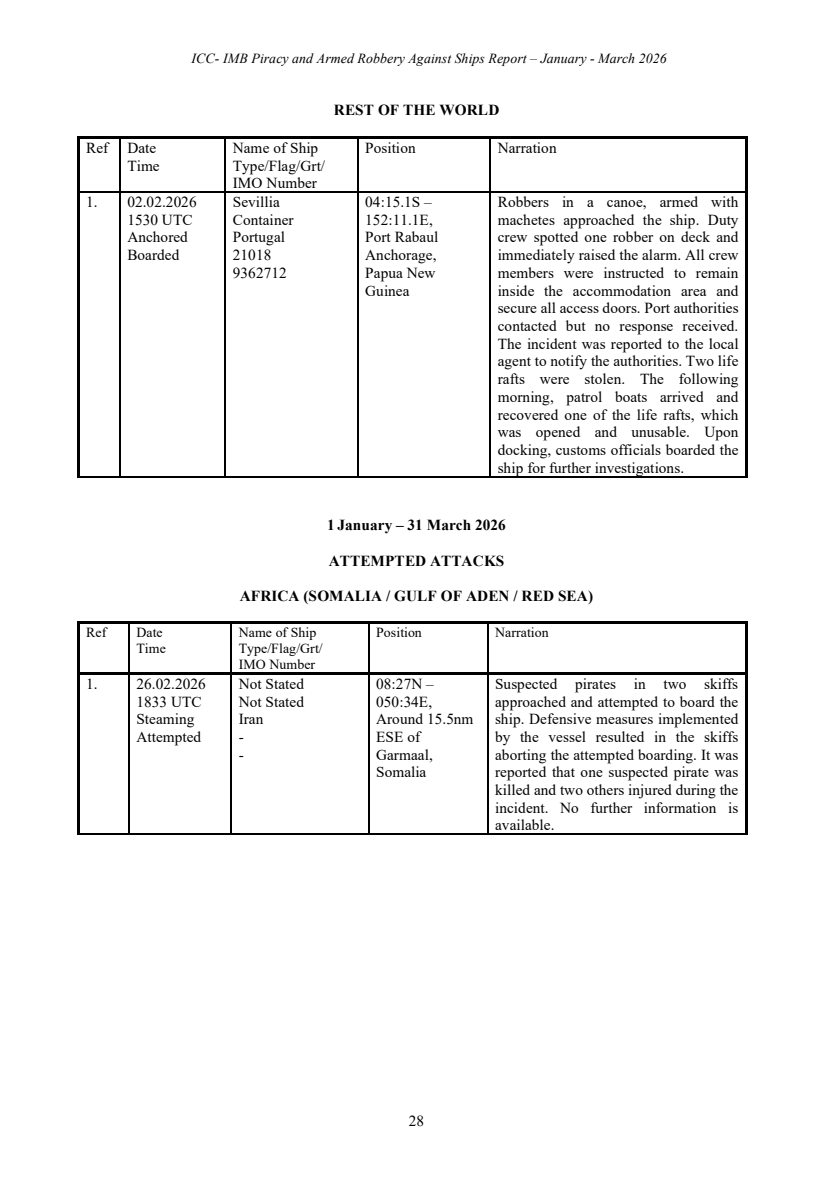 ICC- IMB Piracy and Armed Robbery Against Ships Report – January - March 2026
REST OF THE WORLD
Ref
Date
Time
Name of Ship
Type/Flag/Grt/
IMO Number
Position
Narration
1.
02.02.2026
1530 UTC
Anchored
Boarded
Sevillia
Container
Portugal
21018
9362712
04:15.1S –
152:11.1E,
Port Rabaul
Anchorage,
Papua New
Guinea
Robbers in a canoe, armed with
machetes approached the ship. Duty
crew spotted one robber on deck and
immediately raised the alarm. All crew
members were instructed to remain
inside the accommodation area and
secure all access doors. Port authorities
contacted but no response received.
The incident was reported to the local
agent to notify the authorities. Two life
rafts were stolen. The following
morning, patrol boats arrived and
recovered one of the life rafts, which
was opened and unusable. Upon
docking, customs officials boarded the
ship for further investigations.
1 January – 31 March 2026
ATTEMPTED ATTACKS
AFRICA (SOMALIA / GULF OF ADEN / RED SEA)
Ref
Date
Time
Name of Ship
Type/Flag/Grt/
IMO Number
Position
Narration
1.
26.02.2026
1833 UTC
Steaming
Attempted
Not Stated
Not Stated
Iran
-
-
08:27N –
050:34E,
Around 15.5nm
ESE of
Garmaal,
Somalia
Suspected pirates in two skiffs
approached and attempted to board the
ship. Defensive measures implemented
by the vessel resulted in the skiffs
aborting the attempted boarding. It was
reported that one suspected pirate was
killed and two others injured during the
incident. No further information is
available.
28